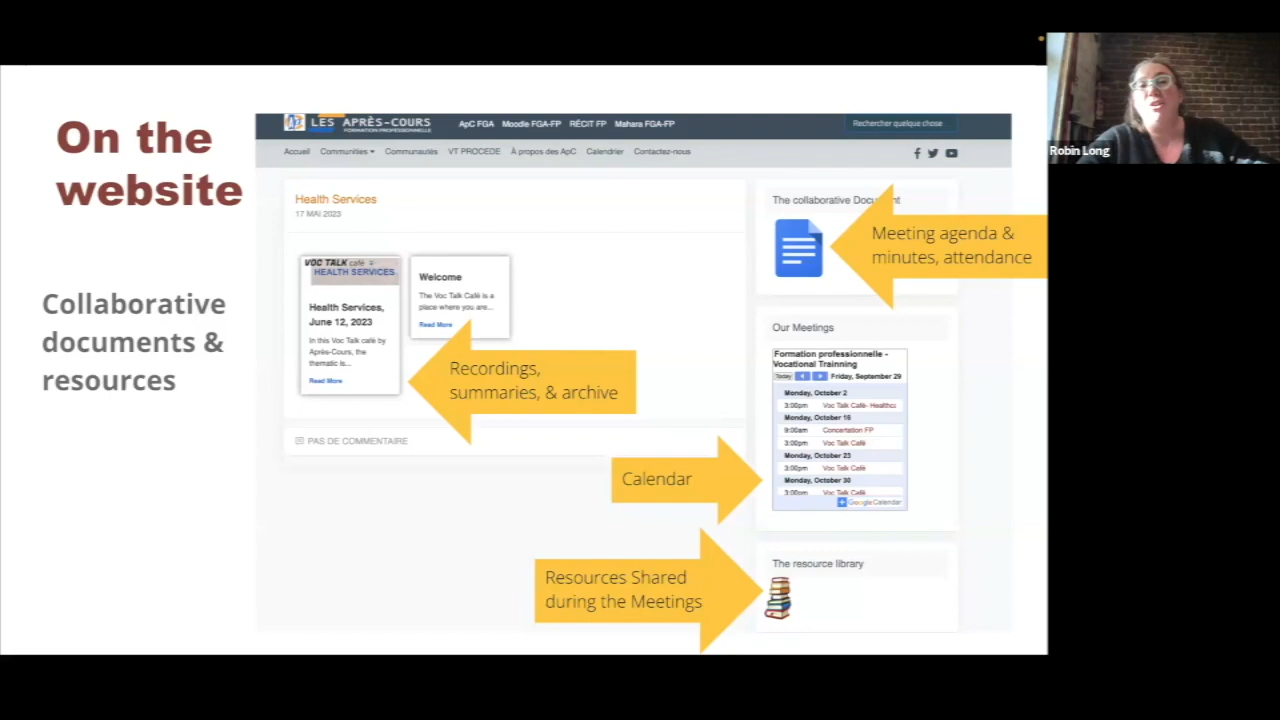 On the
website
Collaborative
documents &
resources
LES APRÈS-COURS
FORMATION PROFESSIONNELLE
ApC FGA Moodle FGA-FP RÉCIT FP Mahara FGA-FP
Rechercher quelque chose
Accueil Communities Communautés VT PROCEDE À propos des ApC Calendrier Contactez-nous
Health Services
17 MAI 2023
VOC TALK café
HEALTH SERVICES
Health Services,
June 12, 2023
In this Voc Talk café by
Après-Cours, the
thematic is...
Read More
Welcome
The Voc Talk Café is a
place where you are...
Read More
Recordings,
summaries, & archive
PAS DE COMMENTAIRE
The collaborative Document
Meeting agenda &
minutes, attendance
Our Meetings
Formation professionnelle -
Vocational Trainning
Today Friday, September 29
Monday, October 2
3:00pm Voc Talk Café- Healthca
Monday, October 16
9:00am Concertation FP
3:00pm Voc Talk Café
Monday, October 23
3:00pm Voc Talk Café
Monday, October 30
3:00pm Voc Talk Café
Google Calendar
Calendar
The resource library
Resources Shared
during the Meetings
Robin Long